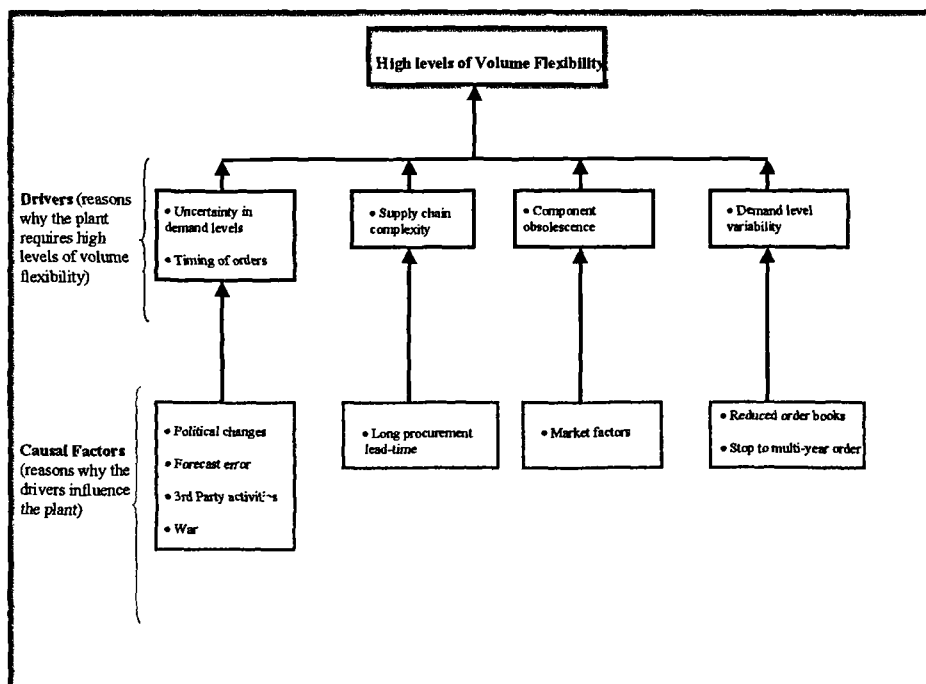 High levels of Volume Flexibility
Drivers (reasons
why the plant
requires high
levels of volume
flexibility)
• Uncertainty in
demand levels
• Timing of orders
• Supply chain
complexity
• Component
obsolescence
• Demand level
variability
Causal Factors
(reasons why the
drivers influence
the plant)
• Political changes
• Forecast error
• 3rd Party activities
• War
• Long procurement
lead-time
• Market factors
• Reduced order books
• Stop to multi-year order